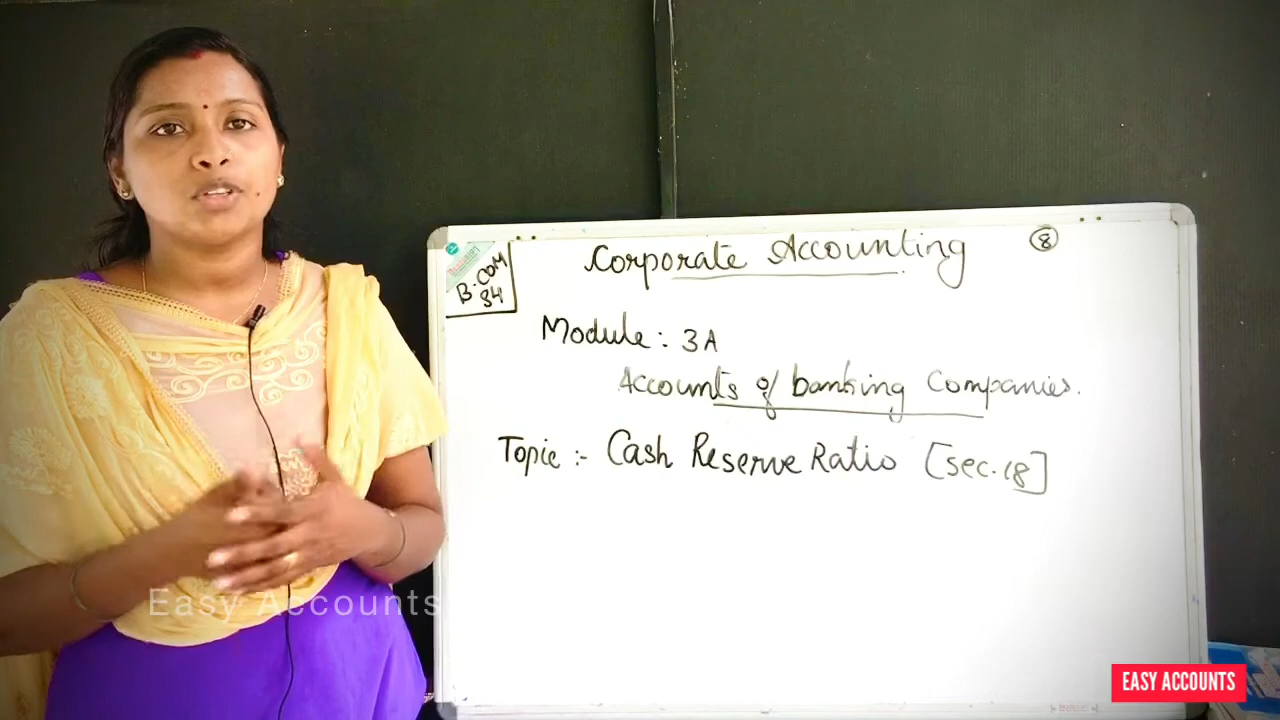 Corporate Accounting
8
B.COM
S4
Module : 3A
Accounts of banking Companies.
Topic :- Cash Reserve Ratio [sec.18]
Easy Accounts
EASY ACCOUNTS